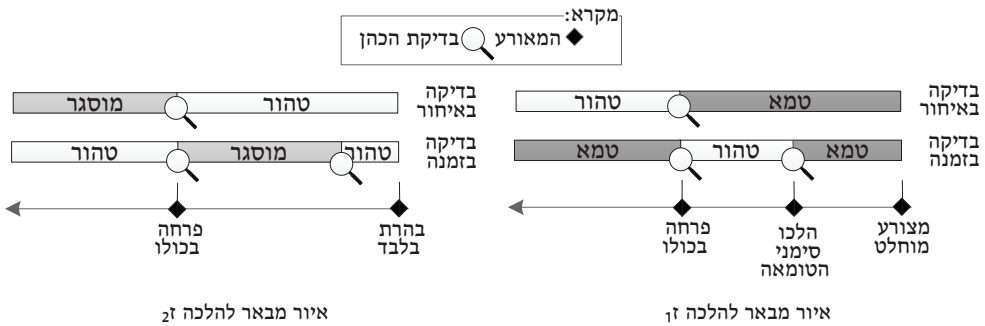 מקרא:
המאורע בדיקת הכהן
בדיקה באיחור
טמא טהור
בדיקה בזמנה
טמא טהור טמא
מצורע מוחלט
הלכו סימני הטומאה
פרחה בכולו
איור מבאר להלכה ז1
בדיקה באיחור
טהור מוסגר
בדיקה בזמנה
טהור מוסגר טהור
בהרת בלבד
פרחה בכולו
איור מבאר להלכה ז2